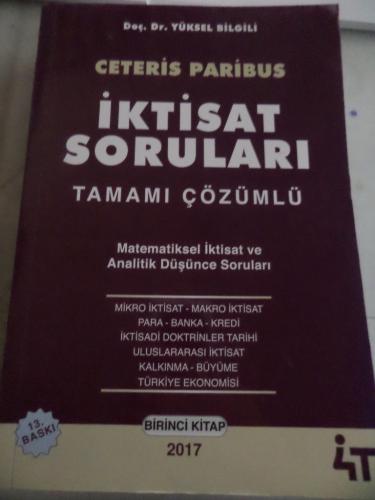 Doç. Dr. YÜKSEL BİLGİLİ
CETERIS PARIBUS
İKTİSAT
SORULARI
TAMAMI ÇÖZÜMLÜ
Matematiksel İktisat ve
Analitik Düşünce Soruları
MİKRO İKTİSAT - MAKRO İKTİSAT
PARA - BANKA - KREDİ
İKTİSADİ DOKTRİNLER TARİHİ
ULUSLARARASI İKTİSAT
KALKINMA - BÜYÜME
TÜRKİYE EKONOMİSİ
13.
BASKI
BİRİNCİ KİTAP
2017
4T